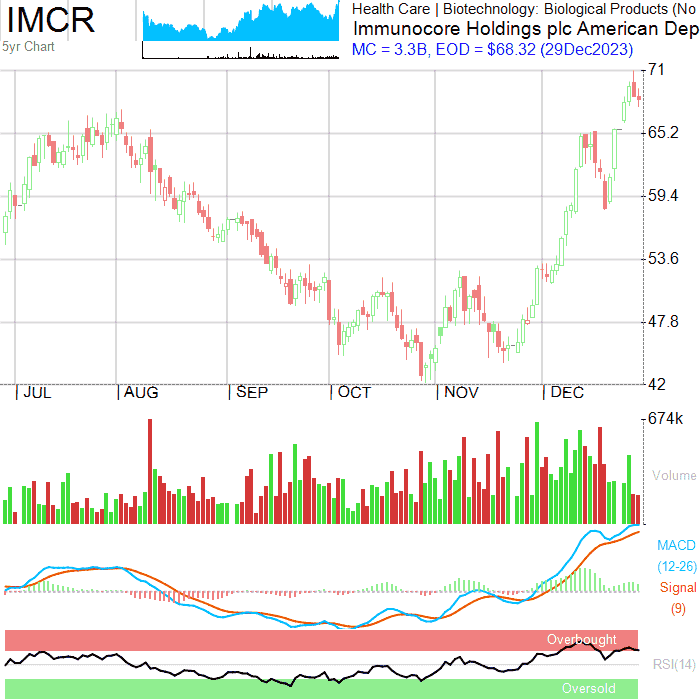 IMCR
5yr Chart
Health Care | Biotechnology: Biological Products (No
Immunocore Holdings plc American Dep
MC = 3.3B, EOD = $68.32 (29Dec2023)
71
65.2
59.4
53.6
47.8
42
JUL AUG SEP OCT NOV DEC
674k
Volume
MACD
(12-26)
Signal
(9)
Overbought
RSI(14)
Oversold